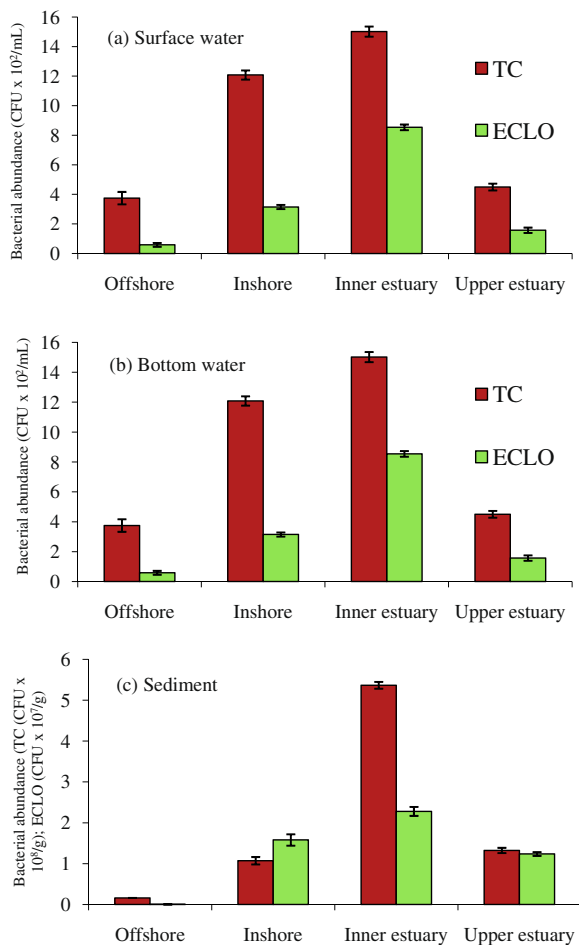 (a) Surface water
Bacterial abundance (CFU x 10²/mL)
16
14
12
10
8
6
4
2
0
TC
ECLO
Offshore Inshore Inner estuary Upper estuary
(b) Bottom water
Bacterial abundance (CFU x 10²/mL)
16
14
12
10
8
6
4
2
0
TC
ECLO
Offshore Inshore Inner estuary Upper estuary
(c) Sediment
Bacterial abundance (TC (CFU x
10⁸/g); ECLO (CFU x 10⁷/g)
6
5
4
3
2
1
0
Offshore Inshore Inner estuary Upper estuary